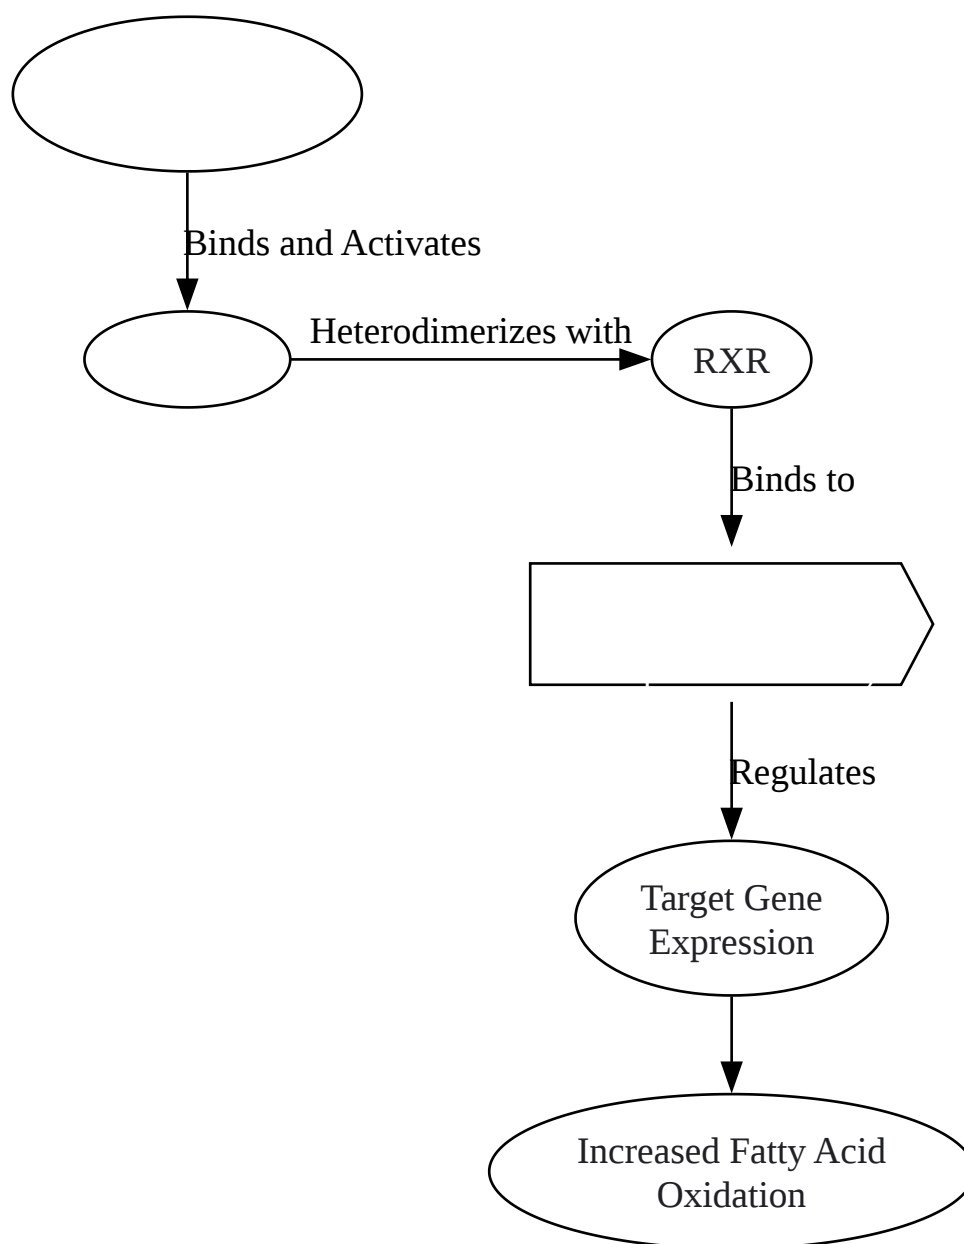 Binds and Activates
Heterodimerizes with
RXR
Binds to
Regulates
Target Gene
Expression
Increased Fatty Acid
Oxidation